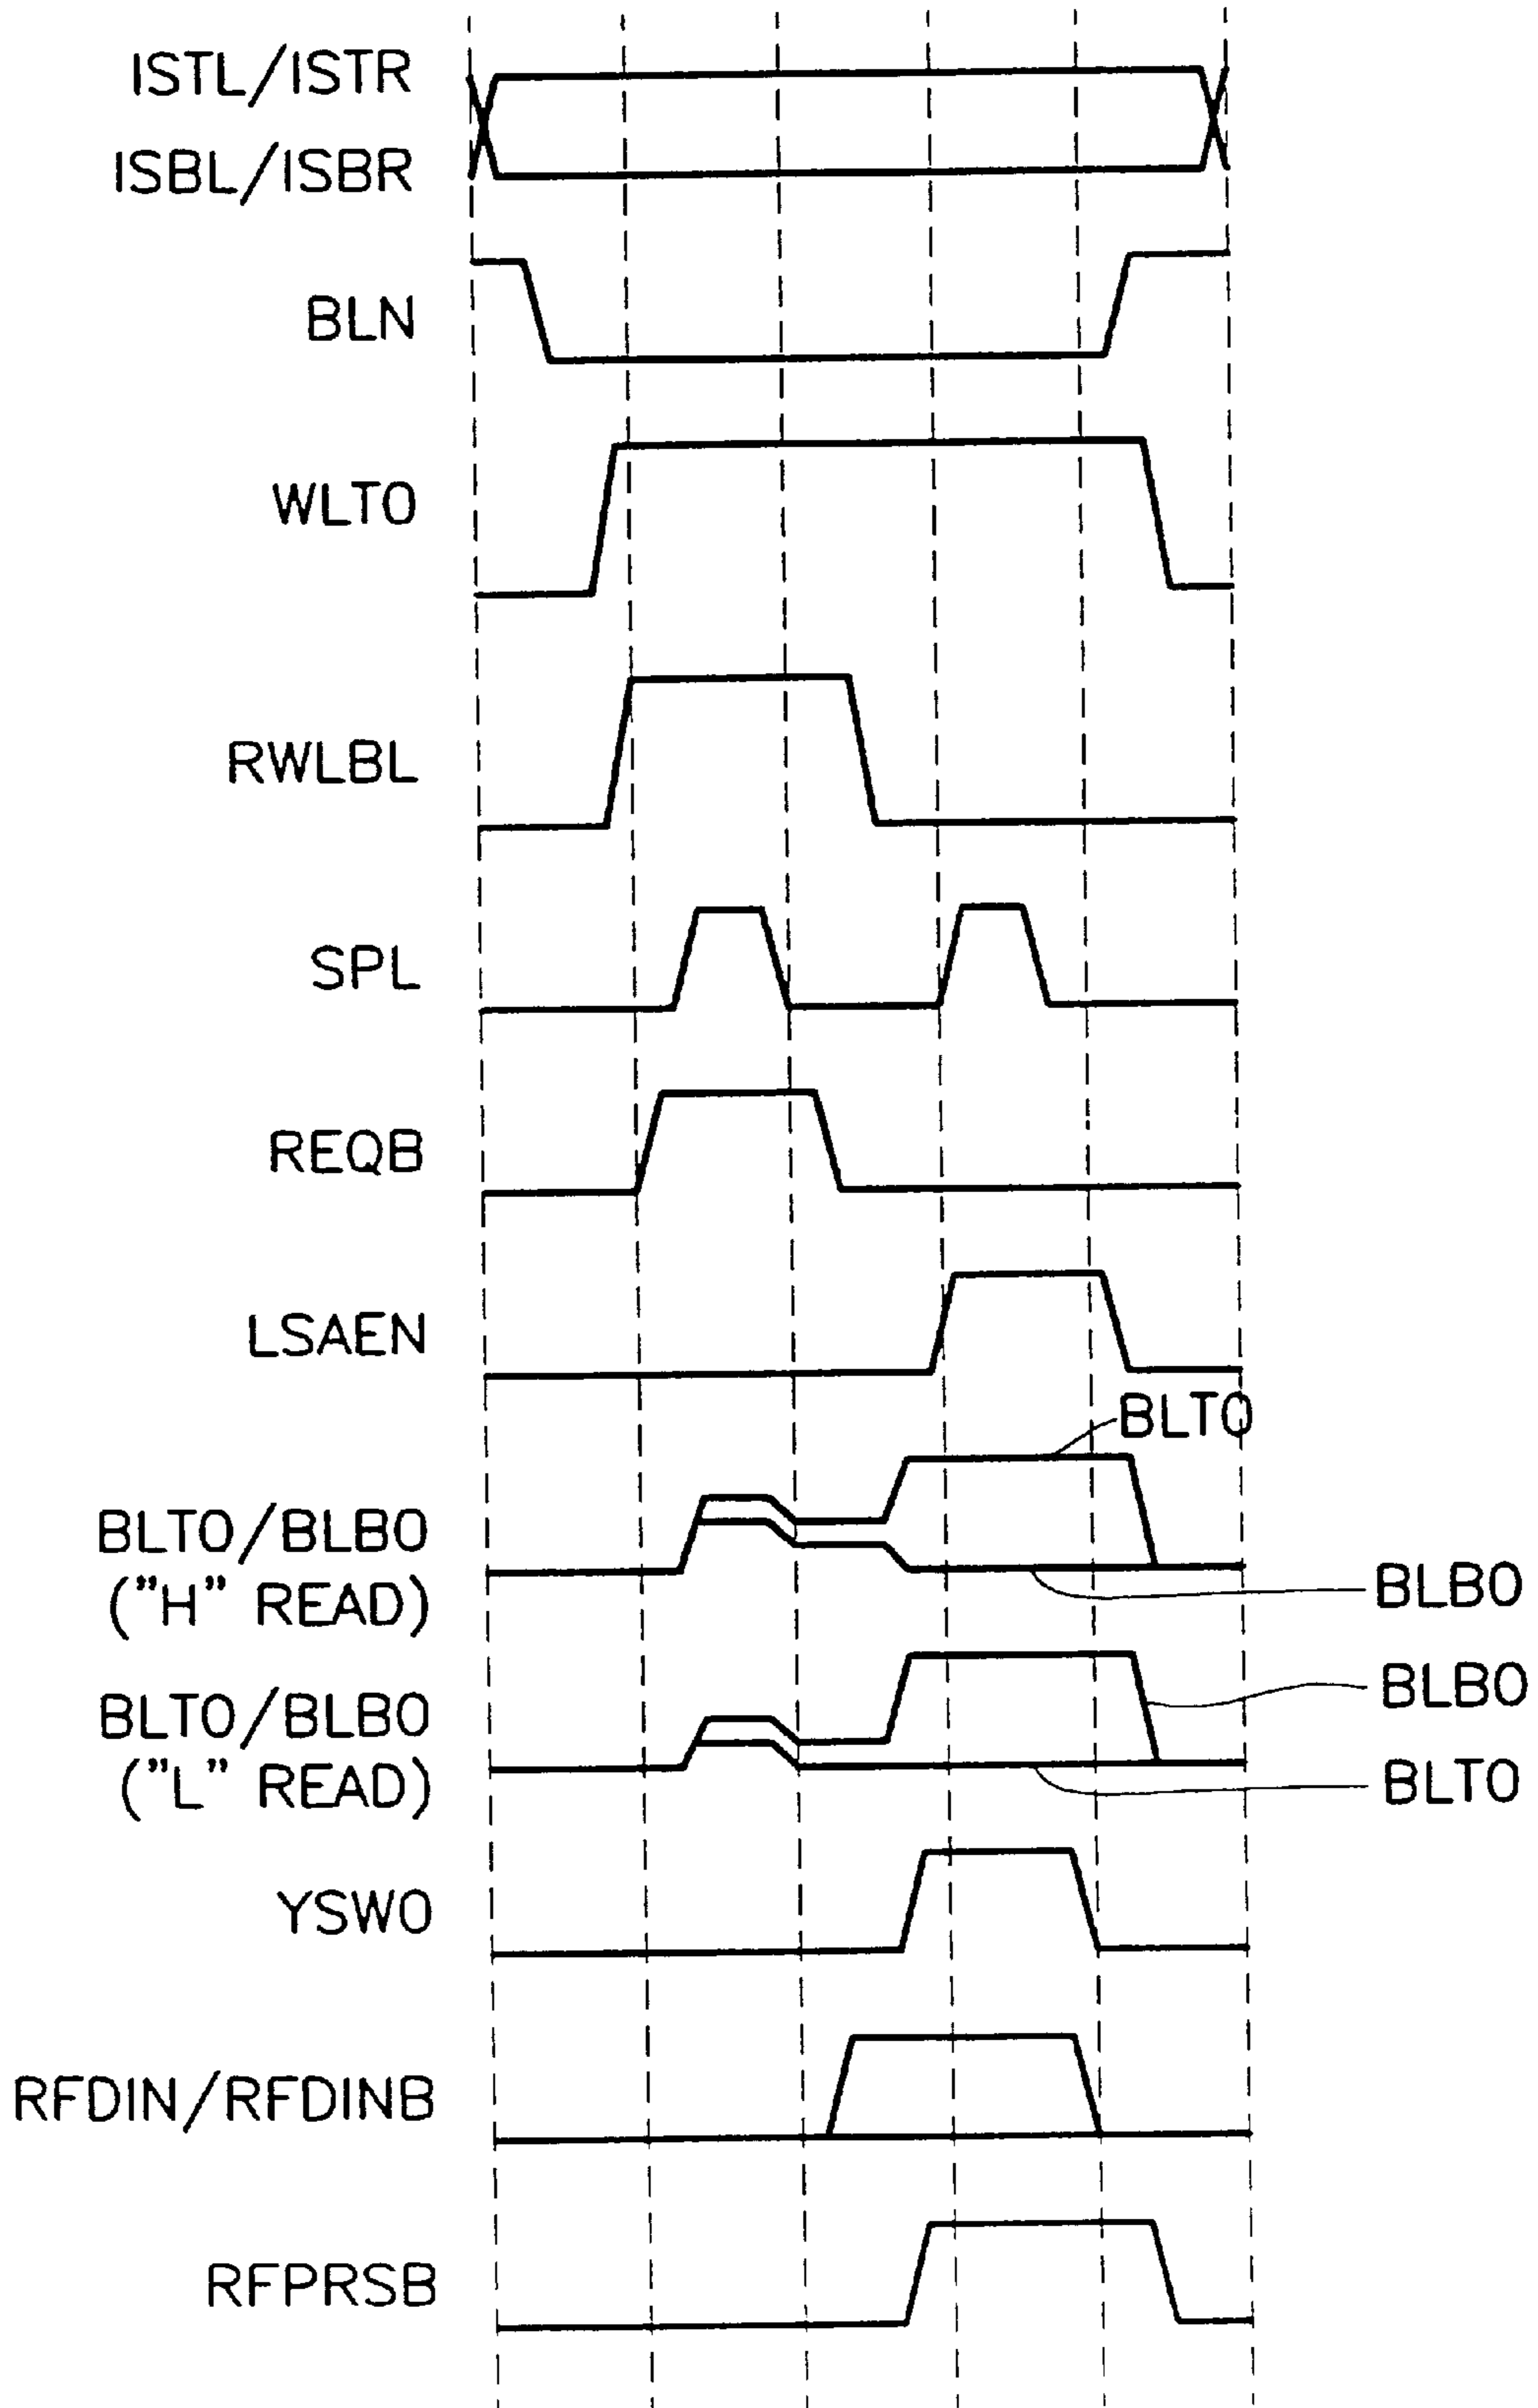 ISTL/ISTR
ISBL/ISBR
BLN
WLT0
RWLBL
SPL
REQB
LSAEN
BLT0
BLT0/BLB0
("H" READ)
BLB0
BLT0/BLB0
("L" READ)
BLB0
BLT0
YSW0
RFDIN/RFDINB
RFPRSB